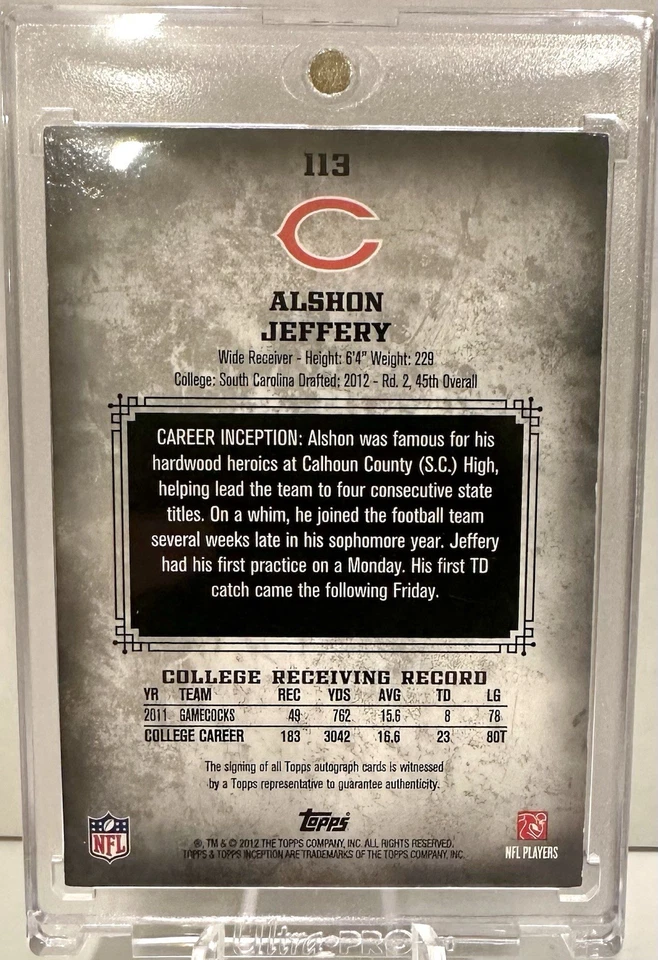 113
ALSHON
JEFFERY
Wide Receiver - Height: 6'4" Weight: 229
College: South Carolina Drafted: 2012 - Rd. 2, 45th Overall
CAREER INCEPTION: Alshon was famous for his
hardwood heroics at Calhoun County (S.C.) High,
helping lead the team to four consecutive state
titles. On a whim, he joined the football team
several weeks late in his sophomore year. Jeffery
had his first practice on a Monday. His first TD
catch came the following Friday.
COLLEGE RECEIVING RECORD
YR TEAM REC YDS AVG TD LG
2011 GAMECOCKS 49 762 15.6 8 78
COLLEGE CAREER 183 3042 16.6 23 80T
The signing of all Topps autograph cards is witnessed
by a Topps representative to guarantee authenticity.
Topps
NFL
NFL PLAYERS
®, TM & © 2012 THE TOPPS COMPANY, INC. ALL RIGHTS RESERVED.
TOPPS & TOPPS INCEPTION ARE TRADEMARKS OF THE TOPPS COMPANY, INC.
Ultra-PRO